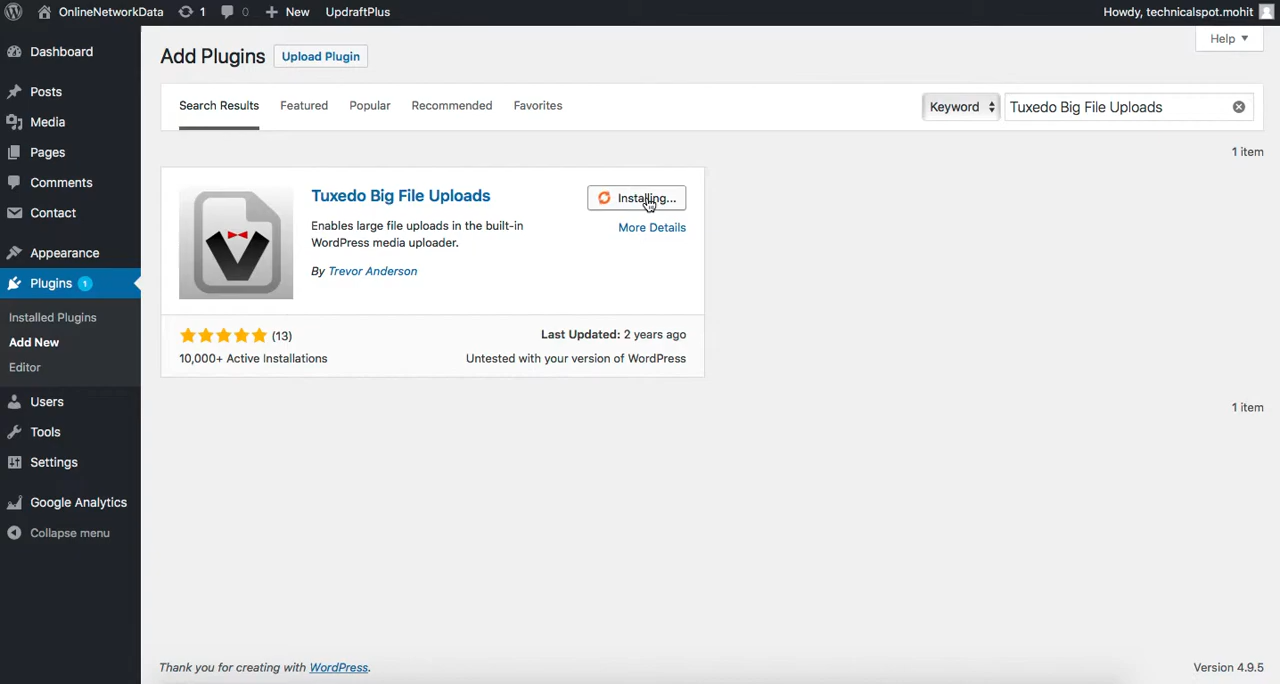 OnlineNetworkData 1 0 New UpdraftPlus Howdy, technicalspot.mohit
Help
Dashboard
Posts
Media
Pages
Comments
Contact
Appearance
Plugins 1
Installed Plugins
Add New
Editor
Users
Tools
Settings
Google Analytics
Collapse menu
Add Plugins Upload Plugin
Search Results Featured Popular Recommended Favorites Keyword Tuxedo Big File Uploads
1 item
Tuxedo Big File Uploads
Installing...
More Details
Enables large file uploads in the built-in
WordPress media uploader.
By Trevor Anderson
(13)
Last Updated: 2 years ago
10,000+ Active Installations
Untested with your version of WordPress
1 item
Thank you for creating with WordPress.
Version 4.9.5